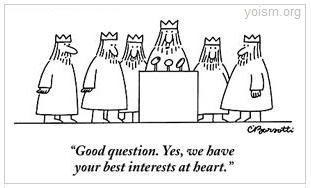 yoism.org
CBarsotti
“Good question. Yes, we have
your best interests at heart.”